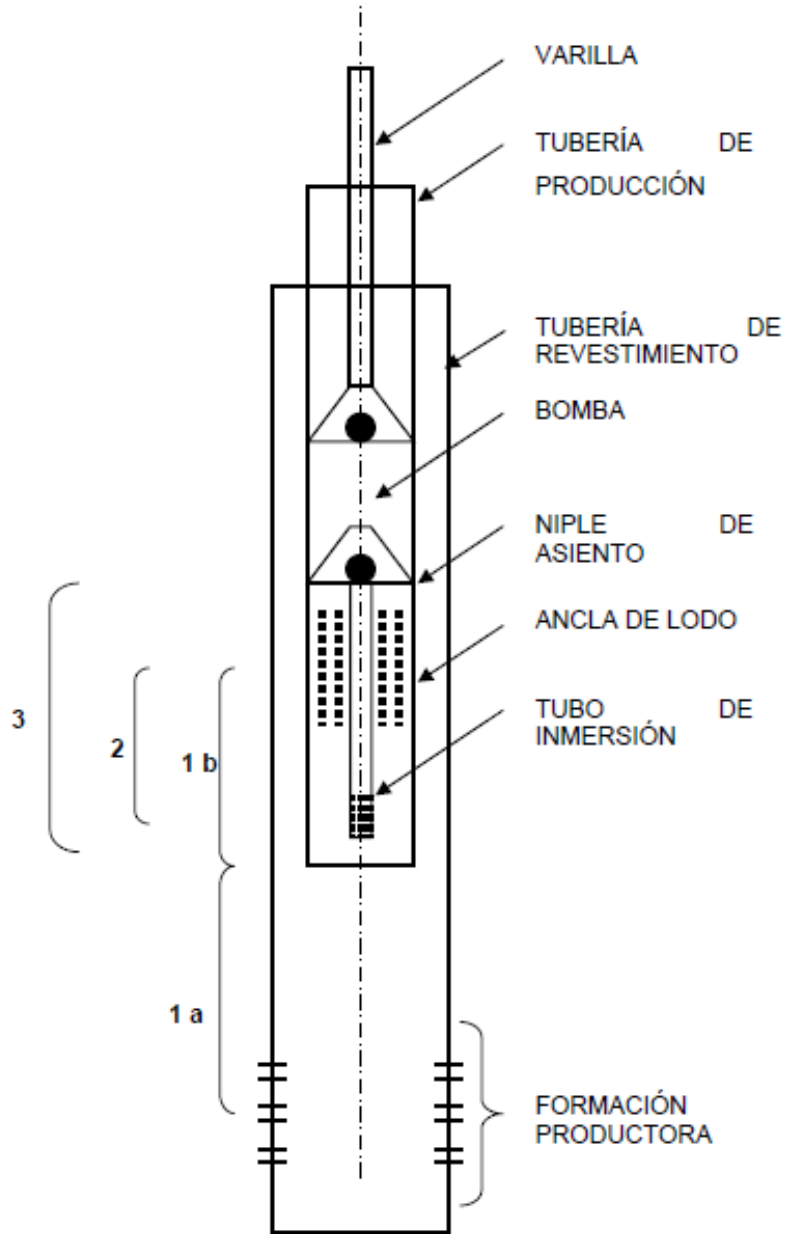 VARILLA
TUBERÍA DE
PRODUCCIÓN
TUBERÍA DE
REVESTIMIENTO
BOMBA
NIPLE DE
ASIENTO
ANCLA DE LODO
TUBO DE
INMERSIÓN
3
2
1 b
1 a
FORMACIÓN
PRODUCTORA